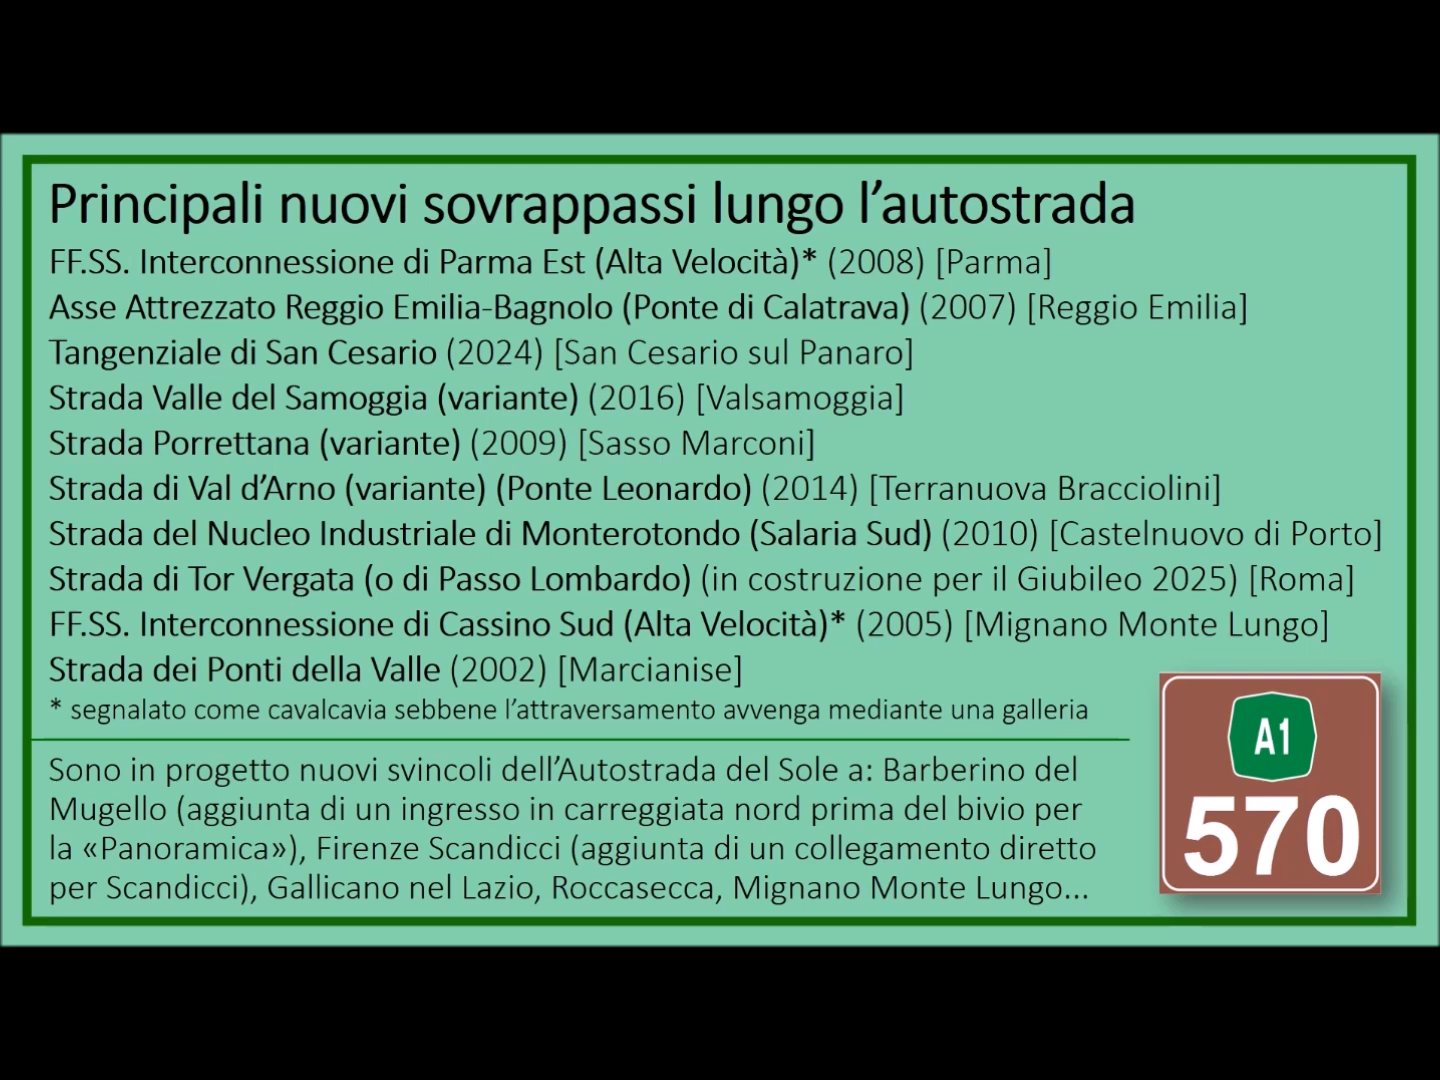 Principali nuovi sovrappassi lungo l’autostrada
FF.SS. Interconnessione di Parma Est (Alta Velocità)* (2008) [Parma]
Asse Attrezzato Reggio Emilia-Bagnolo (Ponte di Calatrava) (2007) [Reggio Emilia]
Tangenziale di San Cesario (2024) [San Cesario sul Panaro]
Strada Valle del Samoggia (variante) (2016) [Valsamoggia]
Strada Porrettana (variante) (2009) [Sasso Marconi]
Strada di Val d’Arno (variante) (Ponte Leonardo) (2014) [Terranuova Bracciolini]
Strada del Nucleo Industriale di Monterotondo (Salaria Sud) (2010) [Castelnuovo di Porto]
Strada di Tor Vergata (o di Passo Lombardo) (in costruzione per il Giubileo 2025) [Roma]
FF.SS. Interconnessione di Cassino Sud (Alta Velocità)* (2005) [Mignano Monte Lungo]
Strada dei Ponti della Valle (2002) [Marcianise]
* segnalato come cavalcavia sebbene l’attraversamento avvenga mediante una galleria
Sono in progetto nuovi svincoli dell’Autostrada del Sole a: Barberino del
Mugello (aggiunta di un ingresso in carreggiata nord prima del bivio per
la «Panoramica»), Firenze Scandicci (aggiunta di un collegamento diretto
per Scandicci), Gallicano nel Lazio, Roccasecca, Mignano Monte Lungo...
A1
570